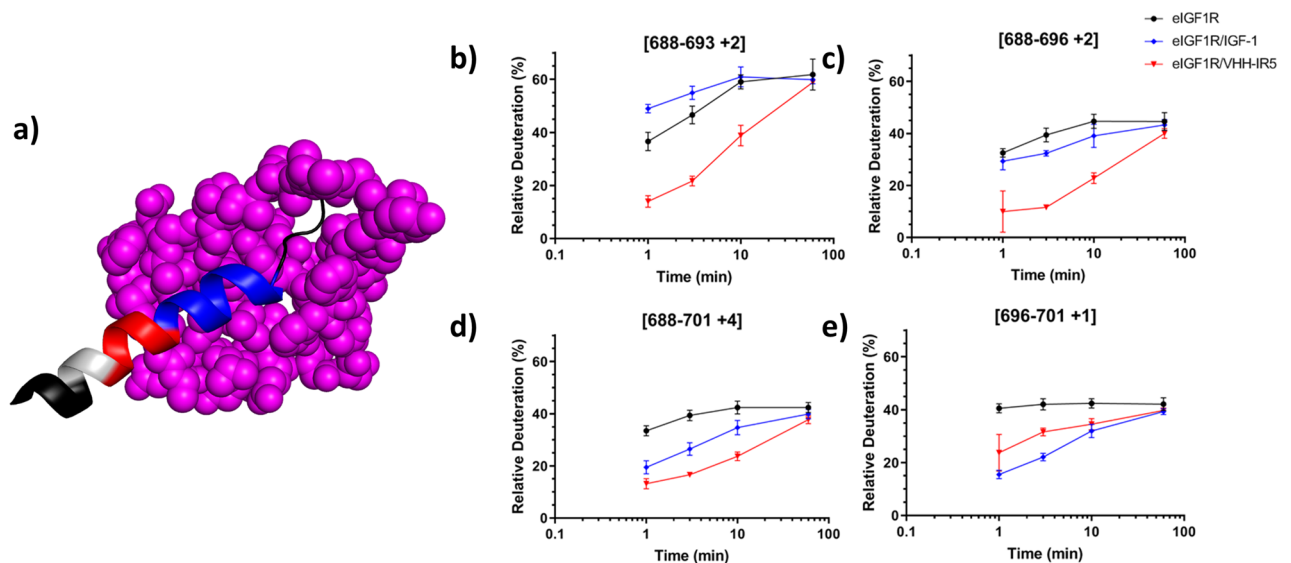 eIGF1R
eIGF1R/IGF-1
eIGF1R/VHH-IR5
a)
b)
[688-693 +2]
Relative Deuteration (%)
60
40
20
0
0.1
1
10
100
Time (min)
c)
[688-696 +2]
Relative Deuteration (%)
60
40
20
0
0.1
1
10
100
Time (min)
d)
[688-701 +4]
Relative Deuteration (%)
60
40
20
0
0.1
1
10
100
Time (min)
e)
[696-701 +1]
Relative Deuteration (%)
60
40
20
0
0.1
1
10
100
Time (min)